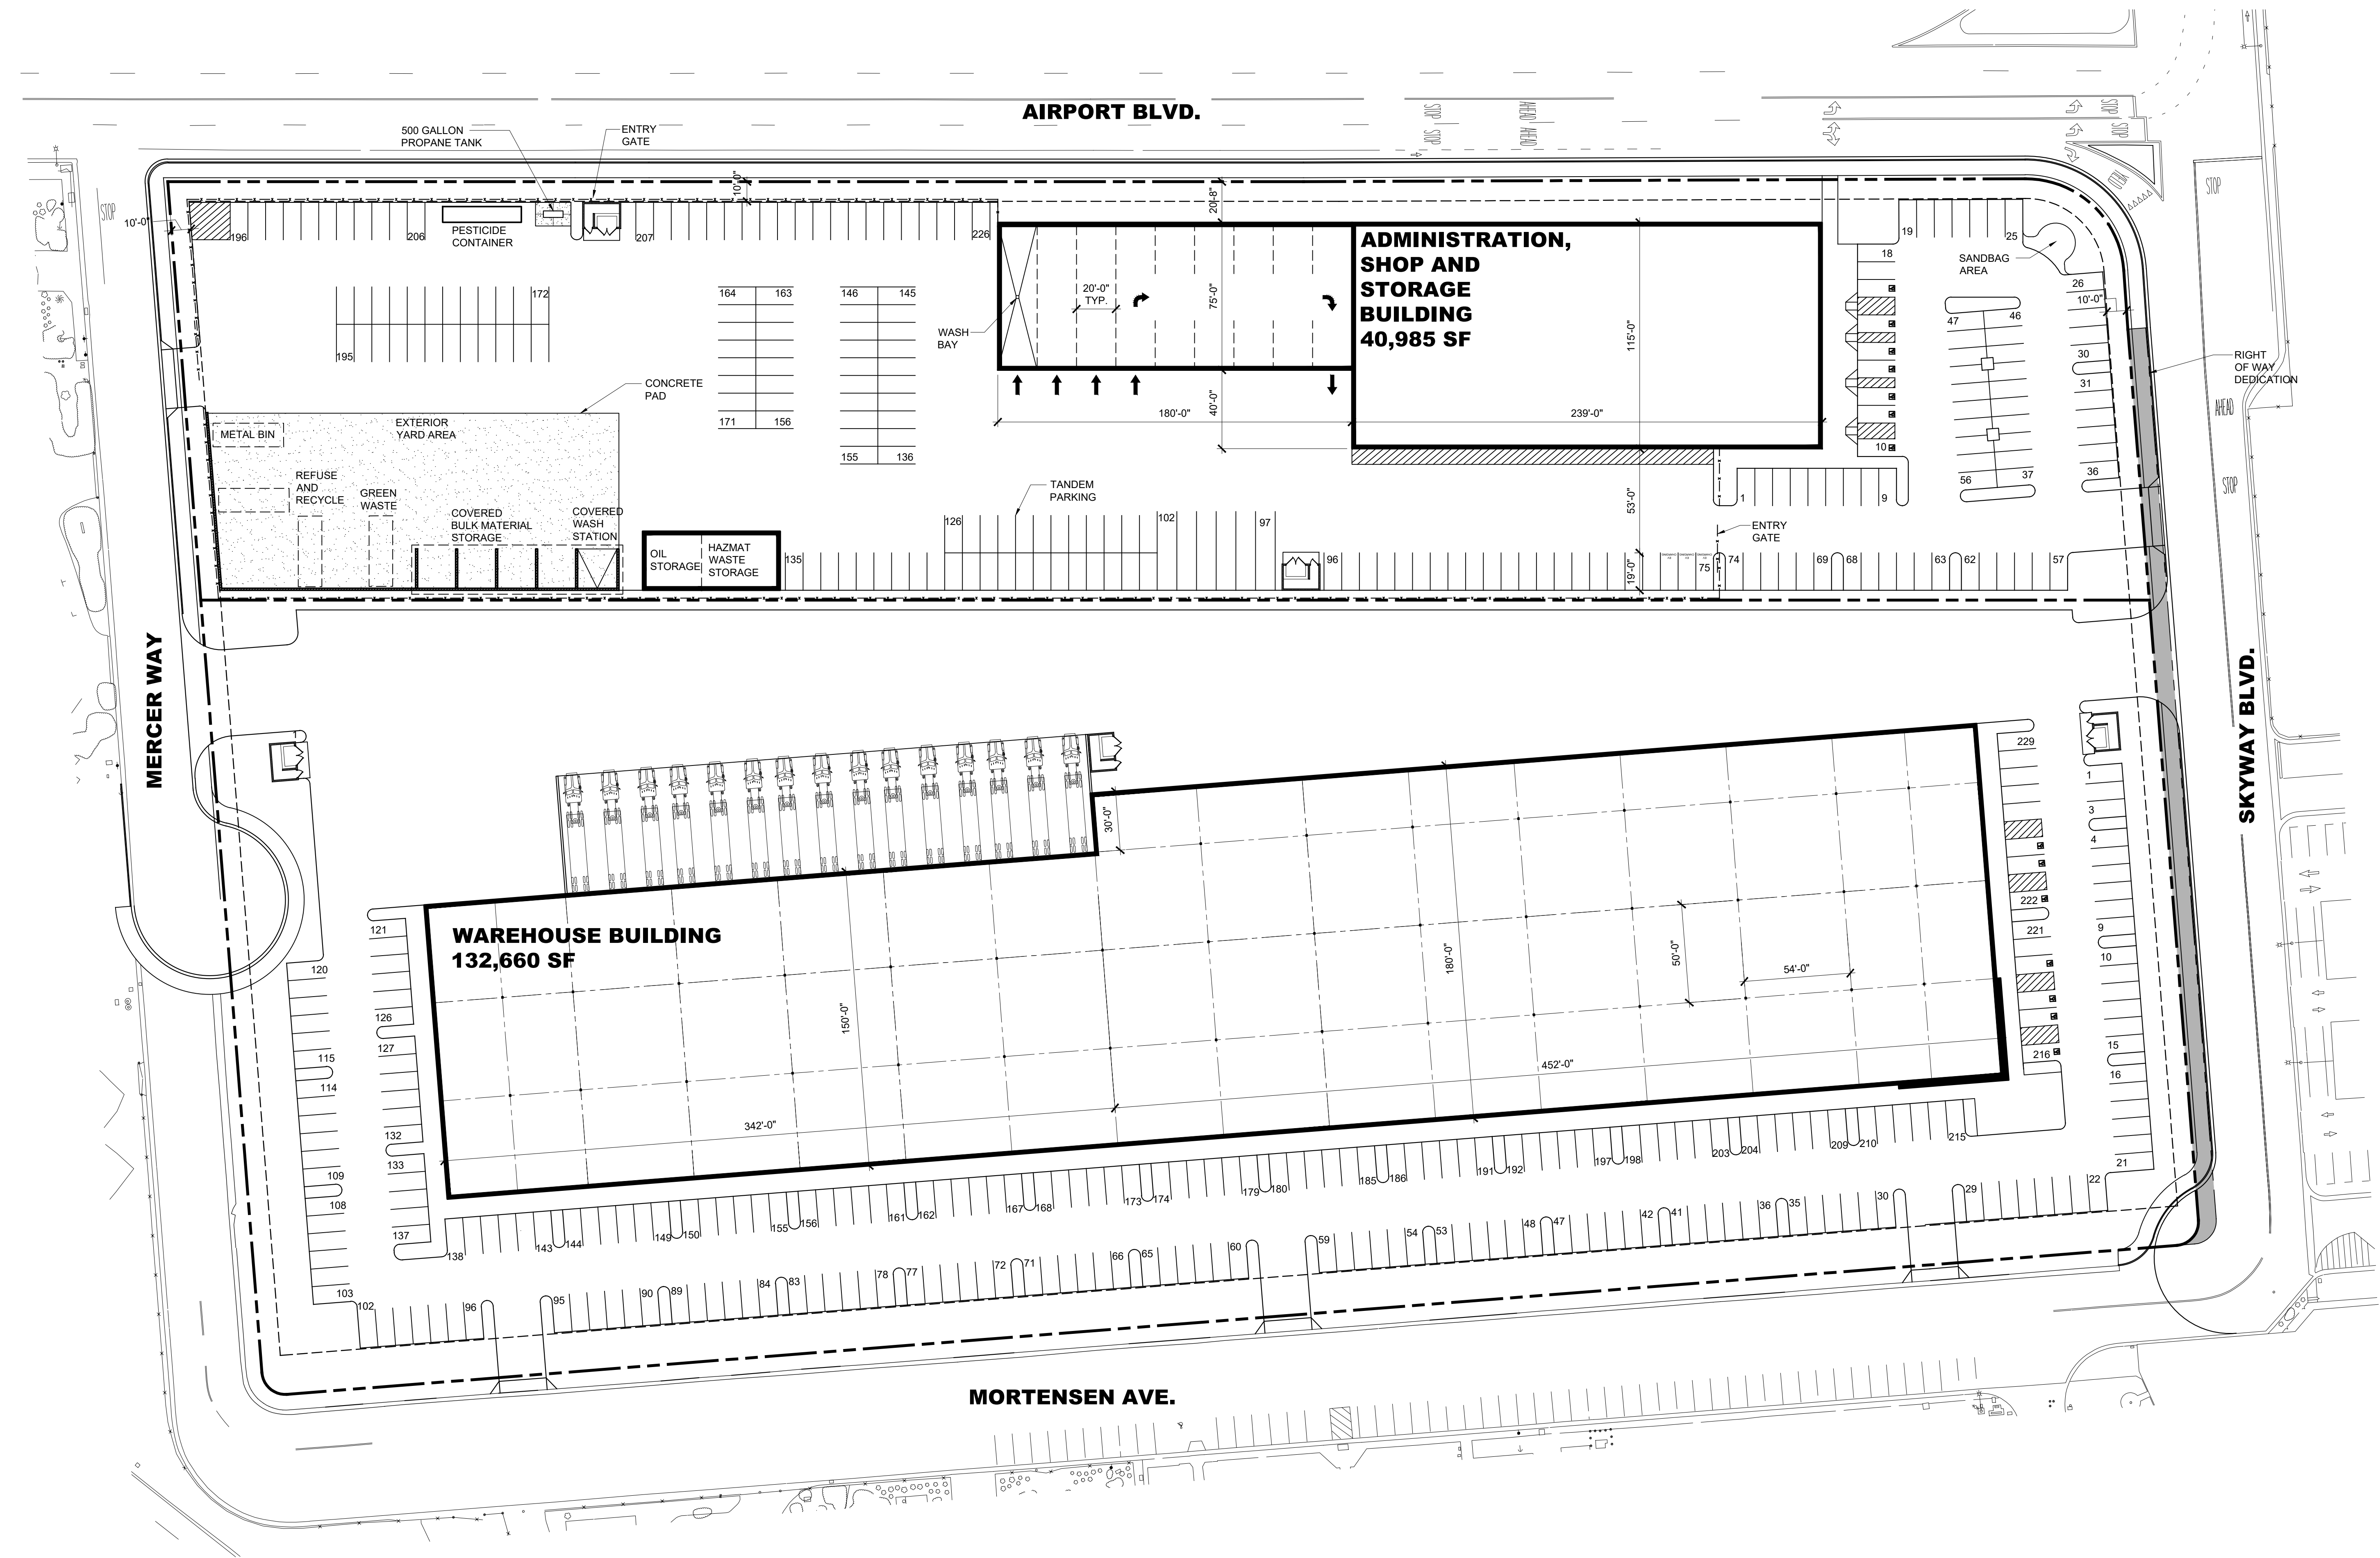 AIRPORT BLVD.
STOP
STOP
AHEAD
AHEAD
STOP
STOP
STOP
STOP
500 GALLON
PROPANE TANK
ENTRY
GATE
10'-0"
10'-0"
20'-8"
196
206
PESTICIDE
CONTAINER
207
226
172
195
164
163
146
145
171
156
155
136
WASH
BAY
20'-0"
TYP.
75'-0"
40'-0"
180'-0"
239'-0"
115'-0"
53'-0"
19'-0"
ADMINISTRATION,
SHOP AND
STORAGE
BUILDING
40,985 SF
18
10
19
25
SANDBAG
AREA
26
10'-0"
47
46
30
31
56
37
36
RIGHT
OF WAY
DEDICATION
AHEAD
STOP
CONCRETE
PAD
METAL BIN
EXTERIOR
YARD AREA
REFUSE
AND
RECYCLE
GREEN
WASTE
COVERED
BULK MATERIAL
STORAGE
COVERED
WASH
STATION
OIL
STORAGE
HAZMAT
WASTE
STORAGE
TANDEM
PARKING
135
126
102
97
96
1
9
ENTRY
GATE
75
74
69
68
63
62
57
MERCER WAY
SKYWAY BLVD.
WAREHOUSE BUILDING
132,660 SF
30'-0"
150'-0"
180'-0"
50'-0"
54'-0"
342'-0"
452'-0"
229
222
221
216
1
3
4
9
10
15
16
21
22
121
120
126
127
115
114
132
133
109
108
137
103
102
138
143
144
149
150
155
156
161
162
167
168
173
174
179
180
185
186
191
192
197
198
203
204
209
210
215
96
95
90
89
84
83
78
77
72
71
66
65
60
59
54
53
48
47
42
41
36
35
30
29
MORTENSEN AVE.